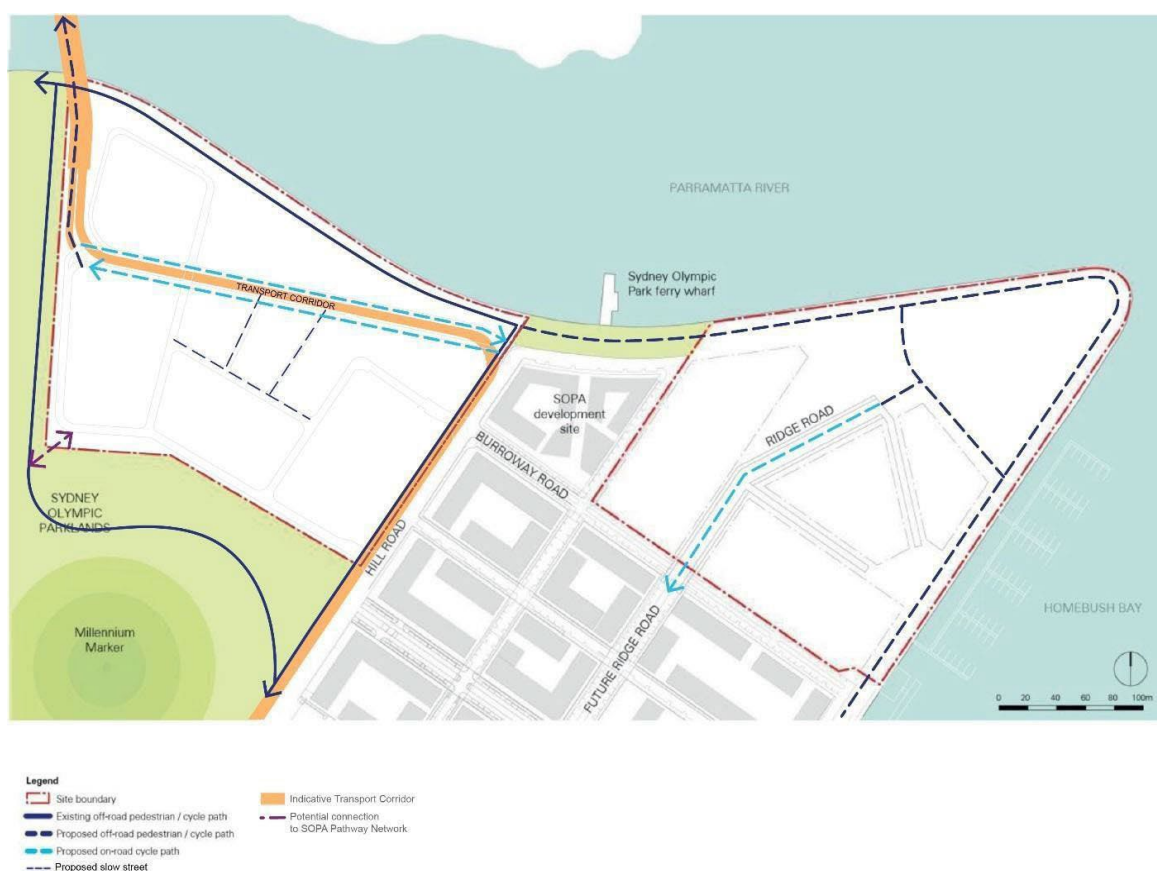 PARRAMATTA RIVER
Sydney Olympic
Park ferry wharf
TRANSPORT CORRIDOR
SOPA
development
site
RIDGE ROAD
BURROWAY ROAD
SYDNEY
OLYMPIC
PARKLANDS
HILL ROAD
HOMEBUSH BAY
Millennium
Marker
FUTURE RIDGE ROAD
0 20 40 60 80 100m
Legend
Site boundary
Existing off-road pedestrian / cycle path
Proposed off-road pedestrian / cycle path
Proposed on-road cycle path
Proposed slow street
Indicative Transport Corridor
Potential connection
to SOPA Pathway Network